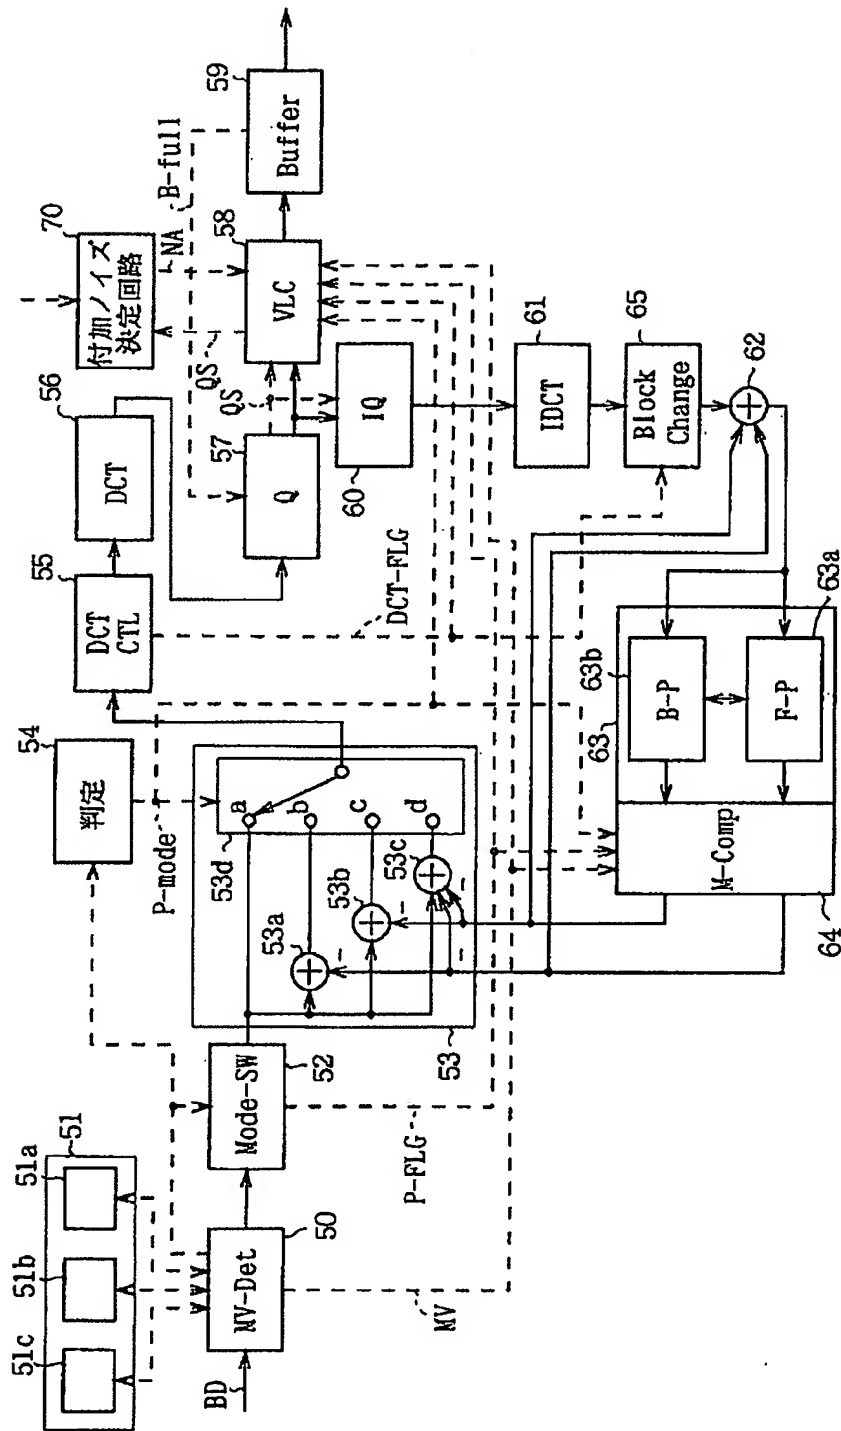 51
51c
51b
51a
BD
MV-Det
50
MV
Mode-SW
52
P-FLG
54
判定
P-mode
53
53d
a
b
c
d
53a
53b
53c
-
-
-
-
55
DCT
CTL
DCT-FLG
56
DCT
57
Q
QS
QS
70
付加ノイズ
決定回路
NA
B-full
58
VLC
59
Buffer
60
IQ
61
IDCT
65
Block
Change
62
63
63b
B-P
63a
F-P
M-Comp
64